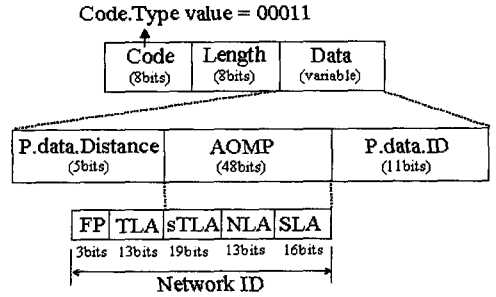 Code.Type value = 00011
Code Length Data
(8bits) (8bits) (variable)
P.data.Distance AOMP P.data.ID
(5bits) (48bits) (11bits)
FP TLA sTLA NLA SLA
3bits 13bits 19bits 13bits 16bits
Network ID